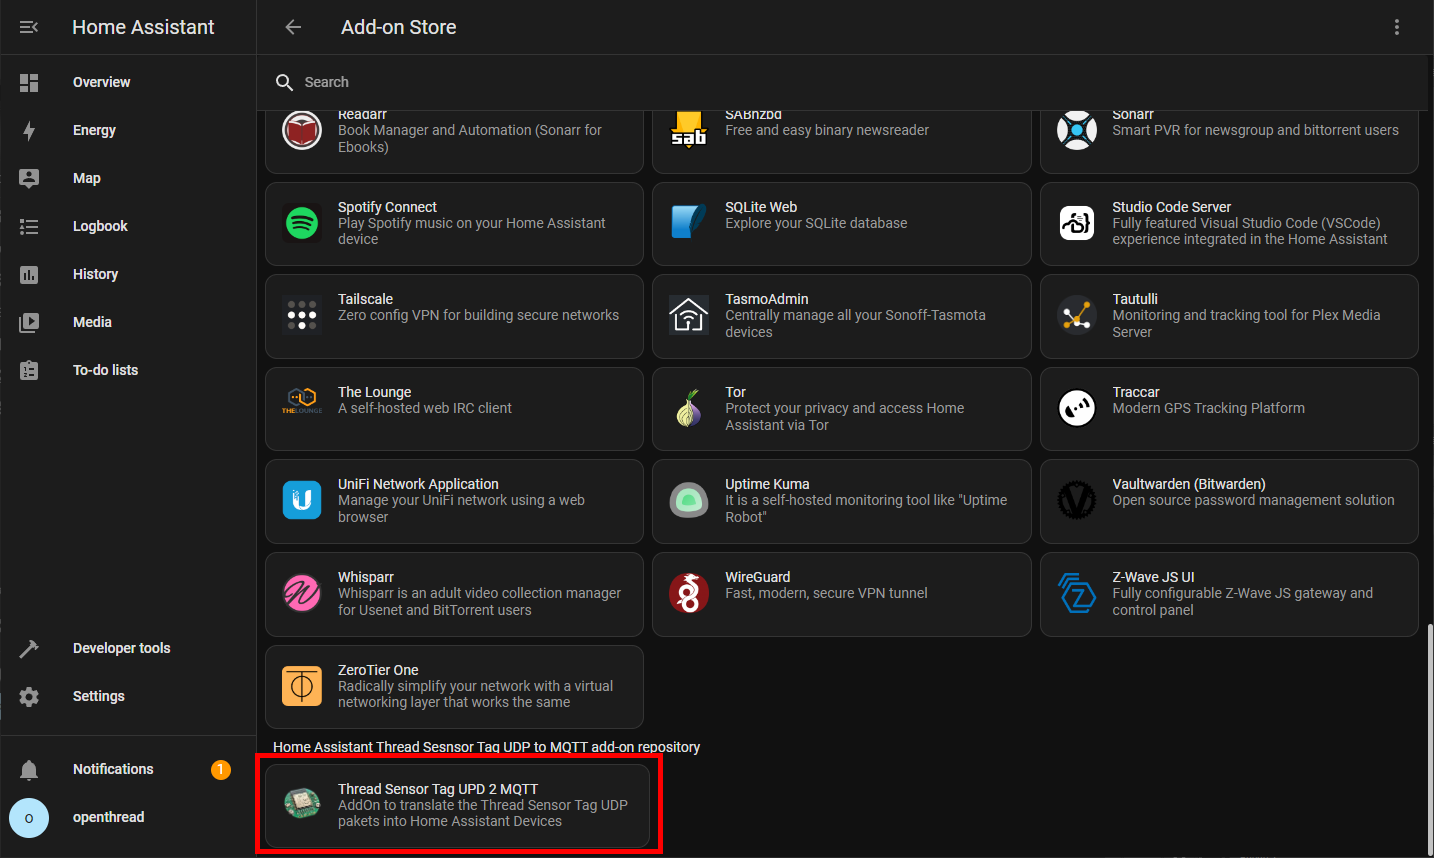 Home Assistant
Add-on Store
Search
Overview
Energy
Map
Logbook
History
Media
To-do lists
Developer tools
Settings
Notifications
1
o
openthread
Readarr
Book Manager and Automation (Sonarr for
Ebooks)
SABnzbd
Free and easy binary newsreader
sab
Sonarr
Smart PVR for newsgroup and bittorrent users
Spotify Connect
Play Spotify music on your Home Assistant
device
SQLite Web
Explore your SQLite database
Studio Code Server
Fully featured Visual Studio Code (VSCode)
experience integrated in the Home Assistant
Tailscale
Zero config VPN for building secure networks
TasmoAdmin
Centrally manage all your Sonoff-Tasmota
devices
Tautulli
Monitoring and tracking tool for Plex Media
Server
THELOUNGE
The Lounge
A self-hosted web IRC client
Tor
Protect your privacy and access Home
Assistant via Tor
Traccar
Modern GPS Tracking Platform
UniFi Network Application
Manage your UniFi network using a web
browser
Uptime Kuma
It is a self-hosted monitoring tool like "Uptime
Robot"
Vaultwarden (Bitwarden)
Open source password management solution
Whisparr
Whisparr is an adult video collection manager
for Usenet and BitTorrent users
WireGuard
Fast, modern, secure VPN tunnel
Z-Wave JS UI
Fully configurable Z-Wave JS gateway and
control panel
ZeroTier One
Radically simplify your network with a virtual
networking layer that works the same
Home Assistant Thread Sesnsor Tag UDP to MQTT add-on repository
Thread Sensor Tag UPD 2 MQTT
AddOn to translate the Thread Sensor Tag UDP
pakets into Home Assistant Devices